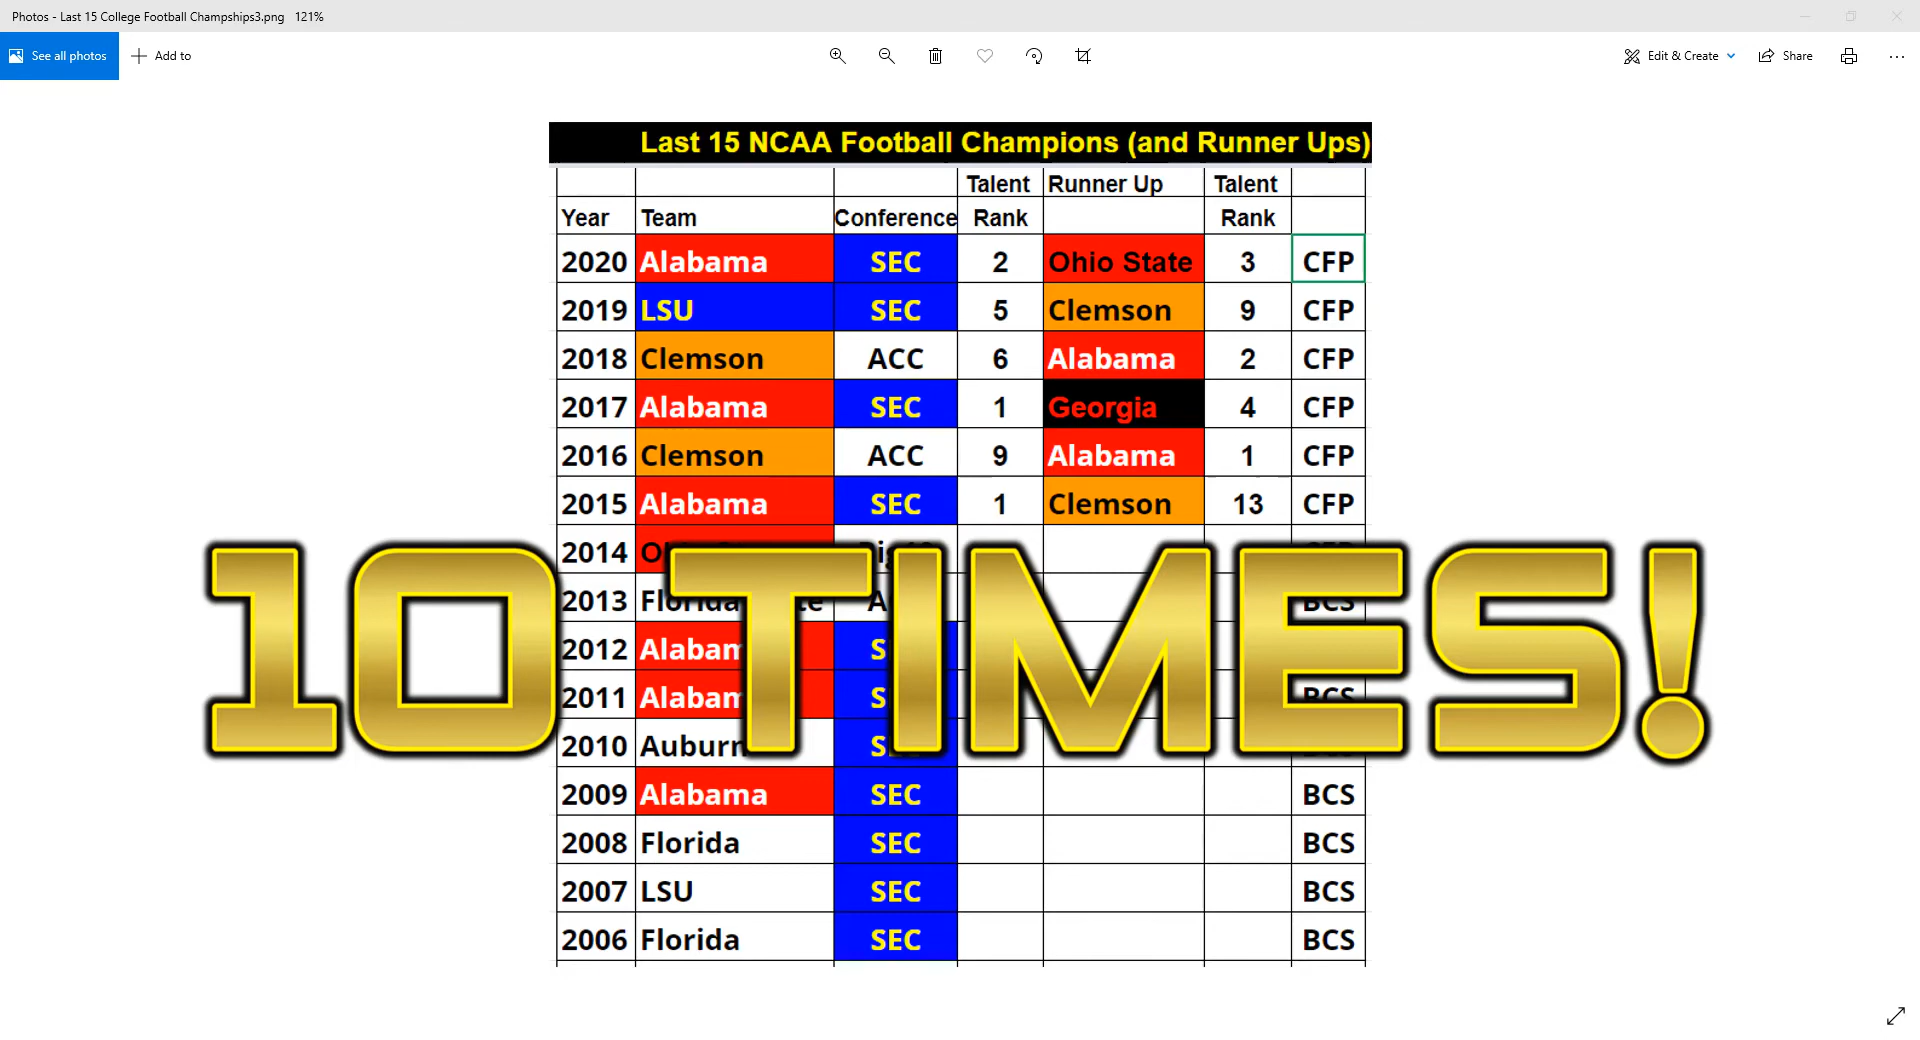 Photos - Last 15 College Football Champships3.png 121%
See all photos Add to Edit & Create Share
Last 15 NCAA Football Champions (and Runner Ups)
Talent Runner Up Talent
Year Team Conference Rank Rank
2020 Alabama SEC 2 Ohio State 3 CFP
2019 LSU SEC 5 Clemson 9 CFP
2018 Clemson ACC 6 Alabama 2 CFP
2017 Alabama SEC 1 Georgia 4 CFP
2016 Clemson ACC 9 Alabama 1 CFP
2015 Alabama SEC 1 Clemson 13 CFP
2014
10 TIMES!
2013 BCS
2012 Alabam
2011 Alabam BCS
2010 Auburn
2009 Alabama SEC BCS
2008 Florida SEC BCS
2007 LSU SEC BCS
2006 Florida SEC BCS